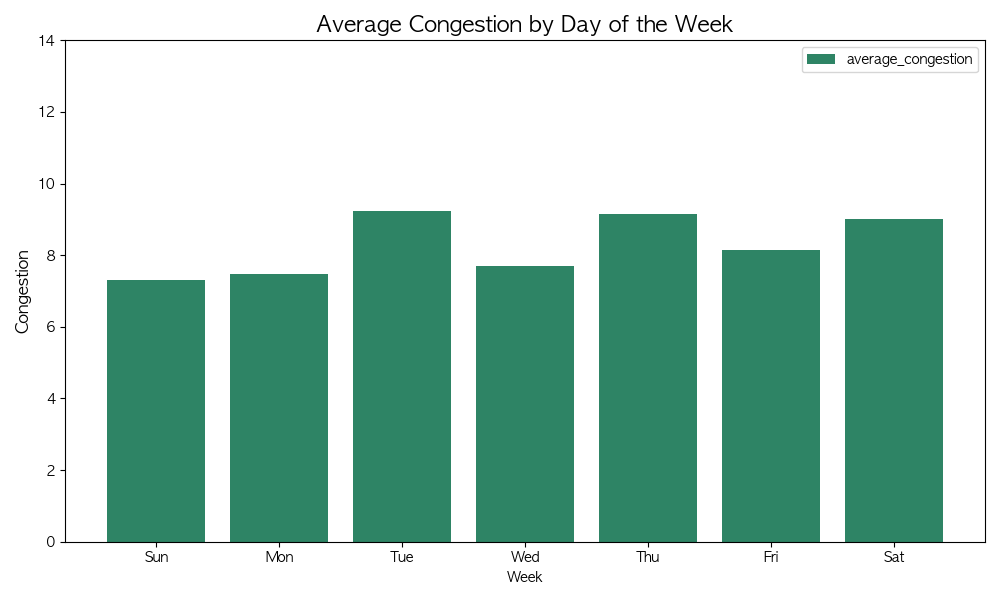 Average Congestion by Day of the Week
average_congestion
14
12
10
8
6
4
2
0
Congestion
Sun Mon Tue Wed Thu Fri Sat
Week